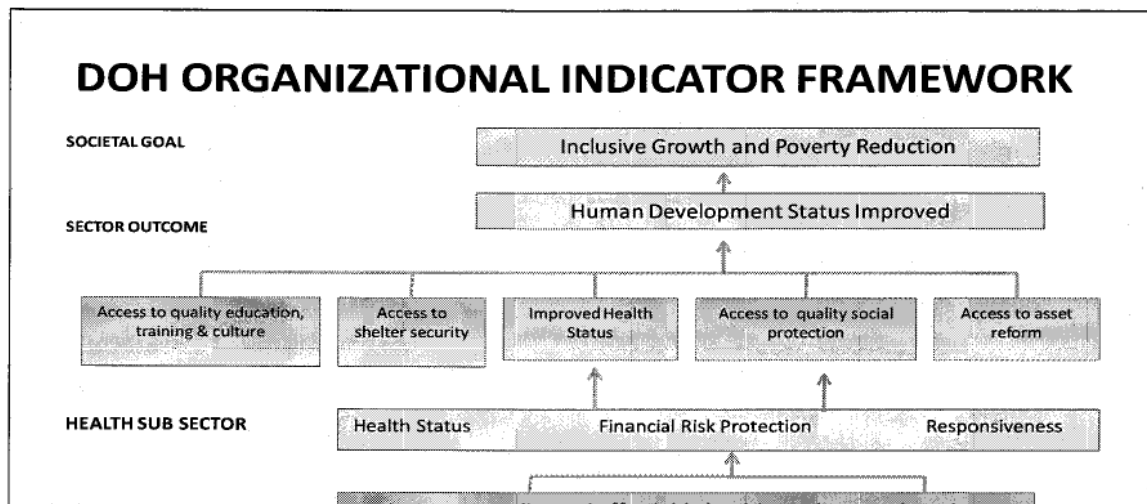 DOH ORGANIZATIONAL INDICATOR FRAMEWORK
SOCIETAL GOAL
Inclusive Growth and Poverty Reduction
Human Development Status Improved
SECTOR OUTCOME
Access to quality education,
training & culture
Access to
shelter security
Improved Health
Status
Access to quality social
protection
Access to asset
reform
HEALTH SUB SECTOR
Health Status
Financial Risk Protection
Responsiveness